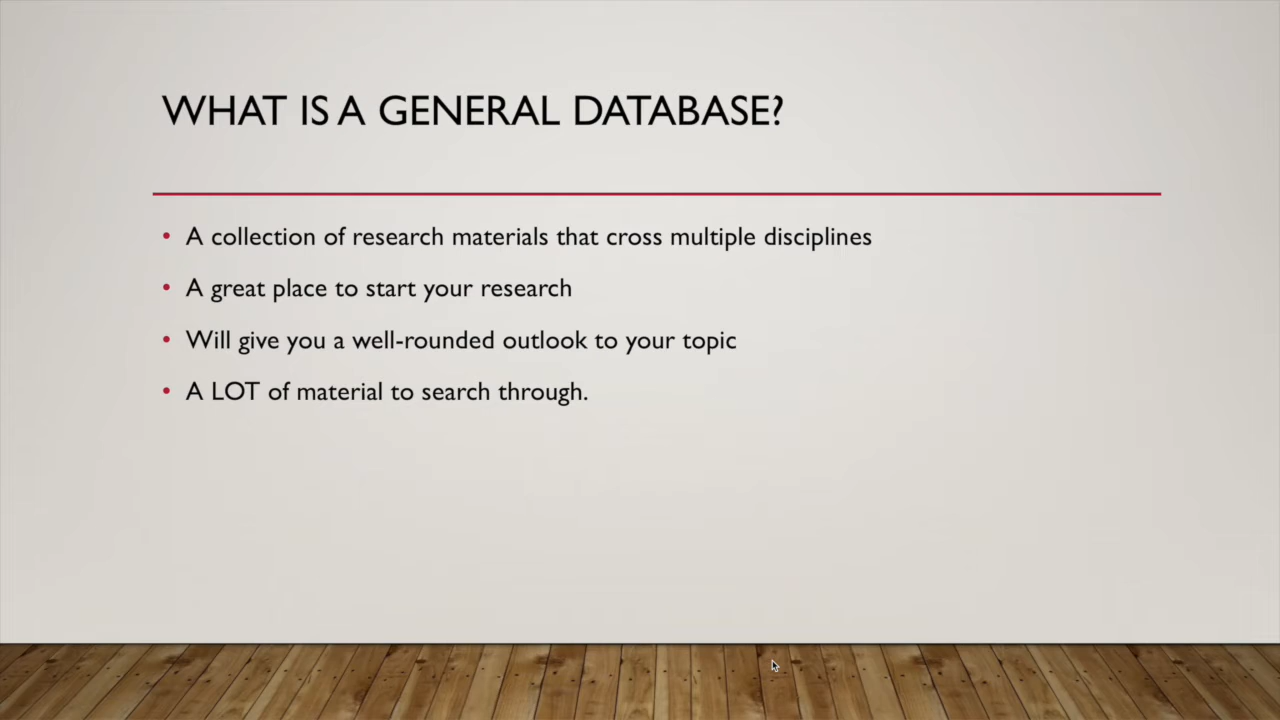 WHAT IS A GENERAL DATABASE?
• A collection of research materials that cross multiple disciplines
• A great place to start your research
• Will give you a well-rounded outlook to your topic
• A LOT of material to search through.